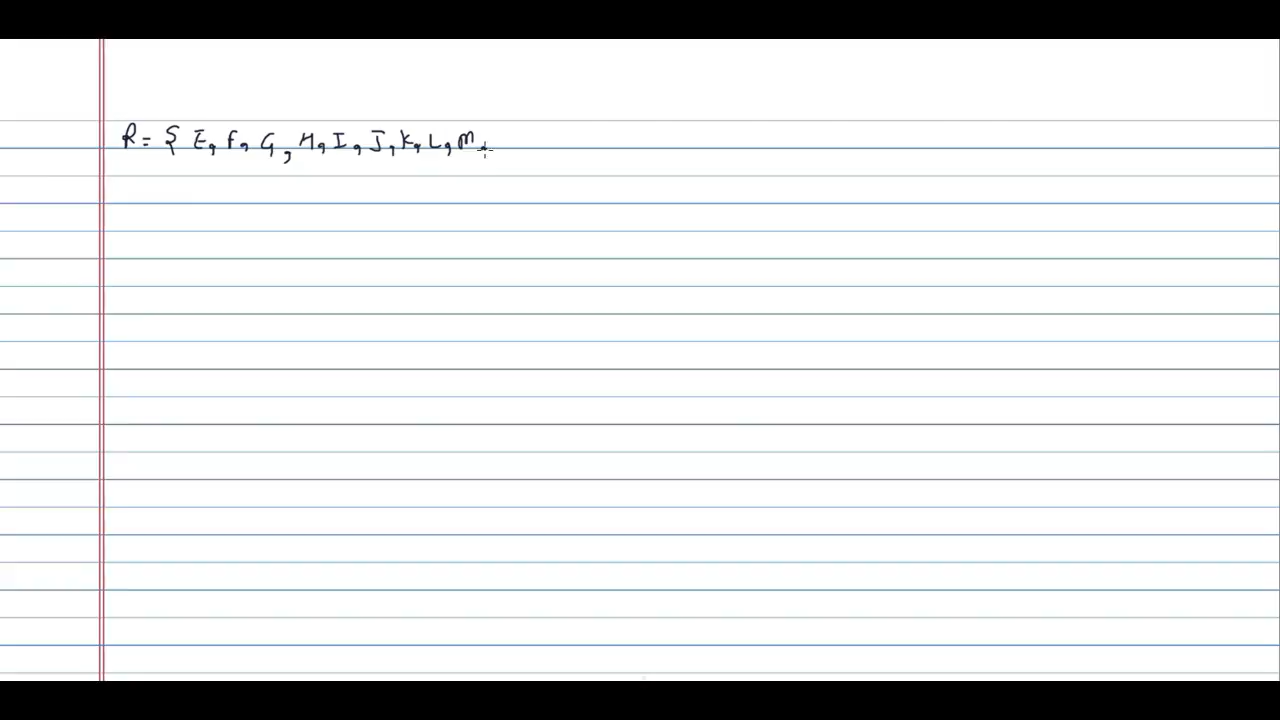 R= { E, F, G, H, I, J, K, L, M,